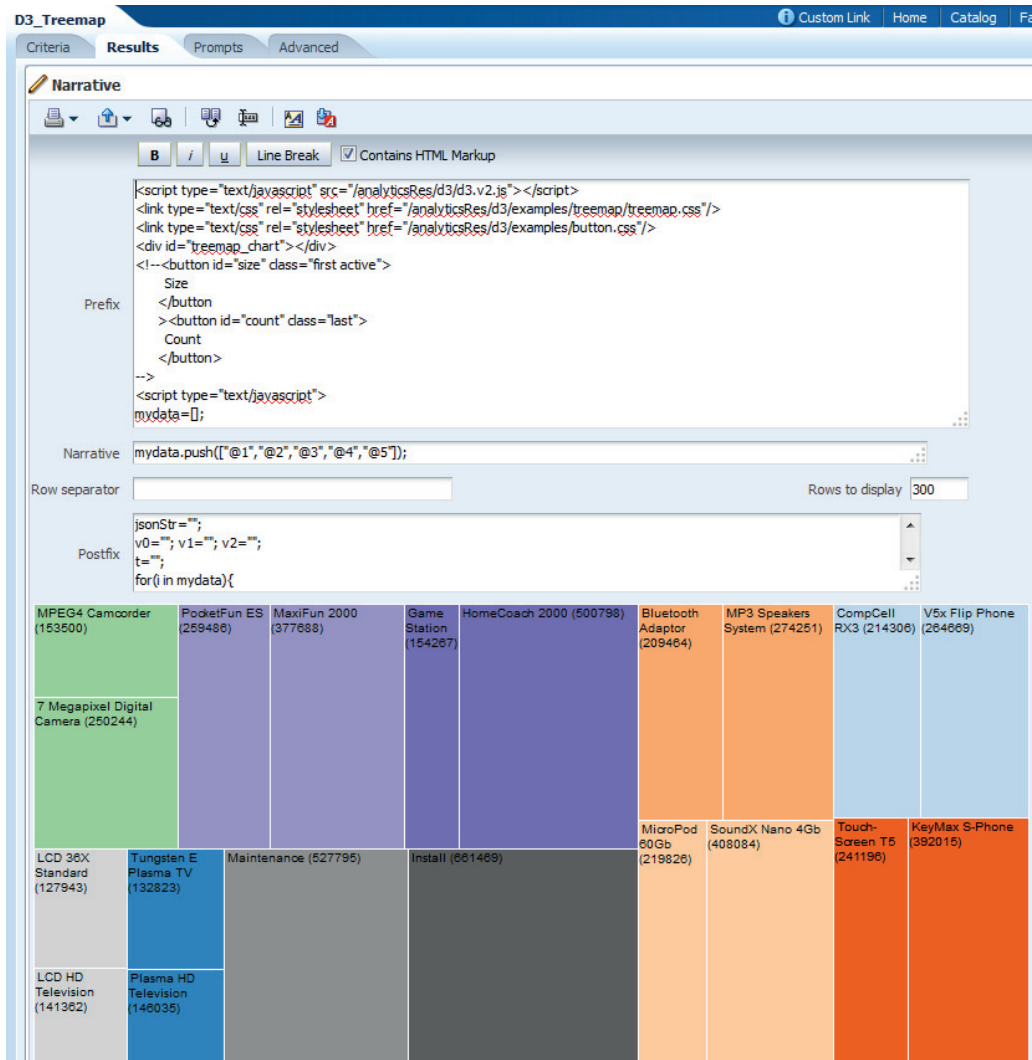 D3_Treemap
Custom Link Home Catalog Fa
Criteria Results Prompts Advanced
Narrative
B i u Line Break Contains HTML Markup
Prefix
<script type="text/javascript" src="/analyticsRes/d3/d3.v2.js"></script>
<link type="text/css" rel="stylesheet" href="/analyticsRes/d3/examples/treemap/treemap.css"/>
<link type="text/css" rel="stylesheet" href="/analyticsRes/d3/examples/button.css"/>
<div id="treemap_chart"></div>
<!--<button id="size" class="first active">
Size
</button
><button id="count" class="last">
Count
</button>
-->
<script type="text/javascript">
mydata=[];
Narrative mydata.push(["@1","@2","@3","@4","@5"]);
Row separator
Rows to display 300
Postfix
jsonStr="";
v0=""; v1=""; v2="";
t="";
for(i in mydata){
MPEG4 Camcorder
(153500)
PocketFun ES
(259486)
MaxiFun 2000
(377688)
Game
Station
(154267)
HomeCoach 2000 (500798)
Bluetooth
Adaptor
(209464)
MP3 Speakers
System (274251)
CompCell
RX3 (214306)
V5x Flip Phone
(264669)
7 Megapixel Digital
Camera (250244)
MicroPod
60Gb
(219826)
SoundX Nano 4Gb
(408084)
Touch-
Screen T5
(241196)
KeyMax S-Phone
(392015)
LCD 36X
Standard
(127943)
Tungsten E
Plasma TV
(132823)
Maintenance (527795)
Install (661469)
LCD HD
Television
(141362)
Plasma HD
Television
(146035)